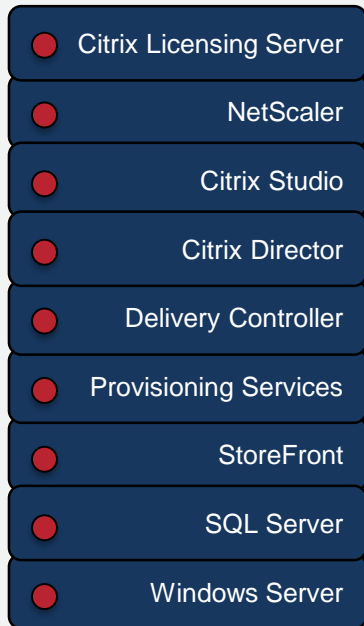 Citrix Licensing Server
NetScaler
Citrix Studio
Citrix Director
Delivery Controller
Provisioning Services
StoreFront
SQL Server
Windows Server